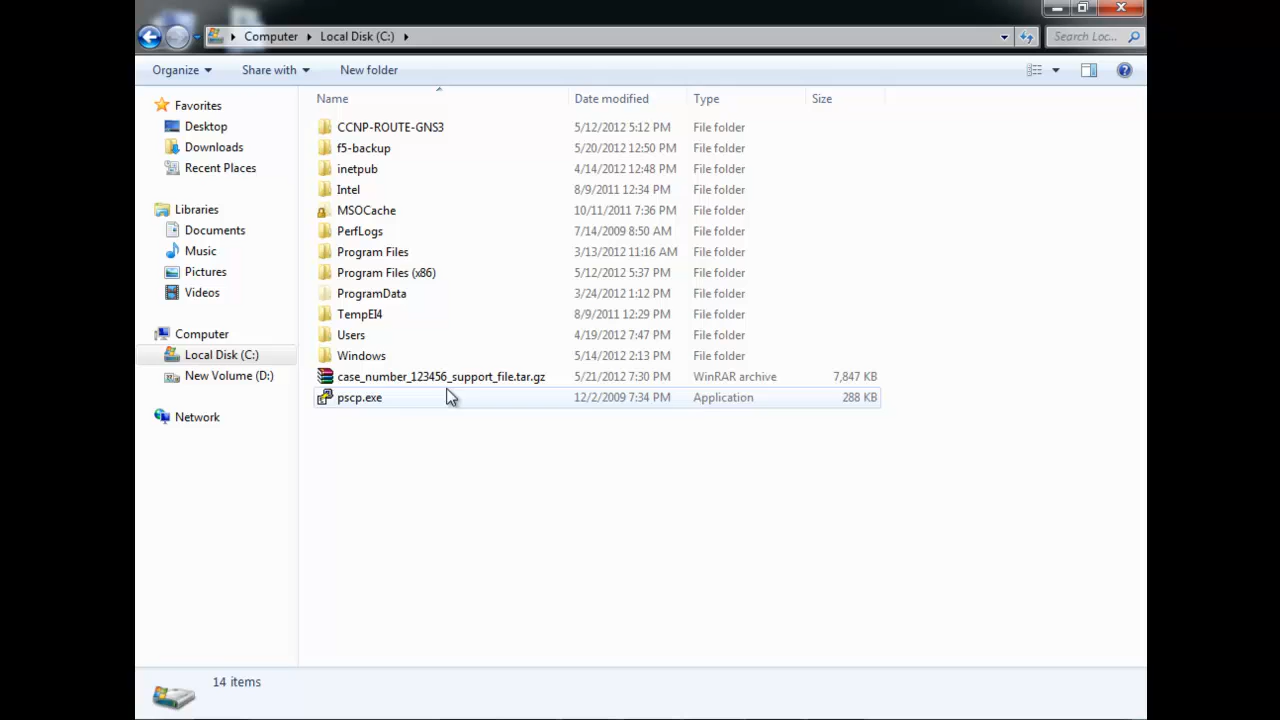 Computer Local Disk (C:) Search Loc...
Organize Share with New folder
Name Date modified Type Size
Favorites
Desktop
Downloads
Recent Places
Libraries
Documents
Music
Pictures
Videos
Computer
Local Disk (C:)
New Volume (D:)
Network
CCNP-ROUTE-GNS3 5/12/2012 5:12 PM File folder
f5-backup 5/20/2012 12:50 PM File folder
inetpub 4/14/2012 12:48 PM File folder
Intel 8/9/2011 12:34 PM File folder
MSOCache 10/11/2011 7:36 PM File folder
PerfLogs 7/14/2009 8:50 AM File folder
Program Files 3/13/2012 11:16 AM File folder
Program Files (x86) 5/12/2012 5:37 PM File folder
ProgramData 3/24/2012 1:12 PM File folder
TempEI4 8/9/2011 12:29 PM File folder
Users 4/19/2012 7:47 PM File folder
Windows 5/14/2012 2:13 PM File folder
case_number_123456_support_file.tar.gz 5/21/2012 7:30 PM WinRAR archive 7,847 KB
pscp.exe 12/2/2009 7:34 PM Application 288 KB
14 items